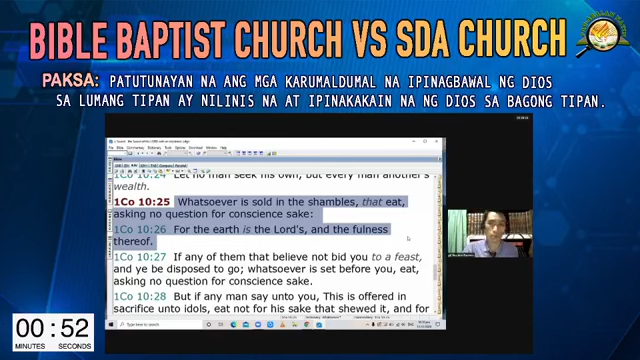 BIBLE BAPTIST CHURCH VS SDA CHURCH
PAKSA: PATUTUNAYAN NA ANG MGA KARUMALDUMAL NA IPINAGBAWAL NG DIOS
SA LUMANG TIPAN AY NILINIS NA AT IPINAKAKAIN NA NG DIOS SA BAGONG TIPAN.
1Co 10:24 Let no man seek his own, but every man another's
wealth.
1Co 10:25 Whatsoever is sold in the shambles, that eat,
asking no question for conscience sake:
1Co 10:26 For the earth is the Lord's, and the fulness
thereof.
1Co 10:27 If any of them that believe not bid you to a feast,
and ye be disposed to go; whatsoever is set before you, eat,
asking no question for conscience sake.
1Co 10:28 But if any man say unto you, This is offered in
sacrifice unto idols, eat not for his sake that shewed it, and for
Type here to search
00:52
MINUTES SECONDS